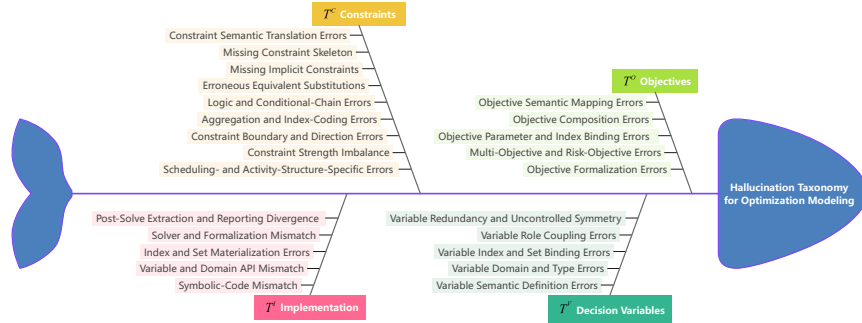 T^C Constraints
Constraint Semantic Translation Errors
Missing Constraint Skeleton
Missing Implicit Constraints
Erroneous Equivalent Substitutions
Logic and Conditional-Chain Errors
Aggregation and Index-Coding Errors
Constraint Boundary and Direction Errors
Constraint Strength Imbalance
Scheduling- and Activity-Structure-Specific Errors
T^O Objectives
Objective Semantic Mapping Errors
Objective Composition Errors
Objective Parameter and Index Binding Errors
Multi-Objective and Risk-Objective Errors
Objective Formalization Errors
Hallucination Taxonomy
for Optimization Modeling
Post-Solve Extraction and Reporting Divergence
Solver and Formalization Mismatch
Index and Set Materialization Errors
Variable and Domain API Mismatch
Symbolic-Code Mismatch
T^I Implementation
Variable Redundancy and Uncontrolled Symmetry
Variable Role Coupling Errors
Variable Index and Set Binding Errors
Variable Domain and Type Errors
Variable Semantic Definition Errors
T^V Decision Variables